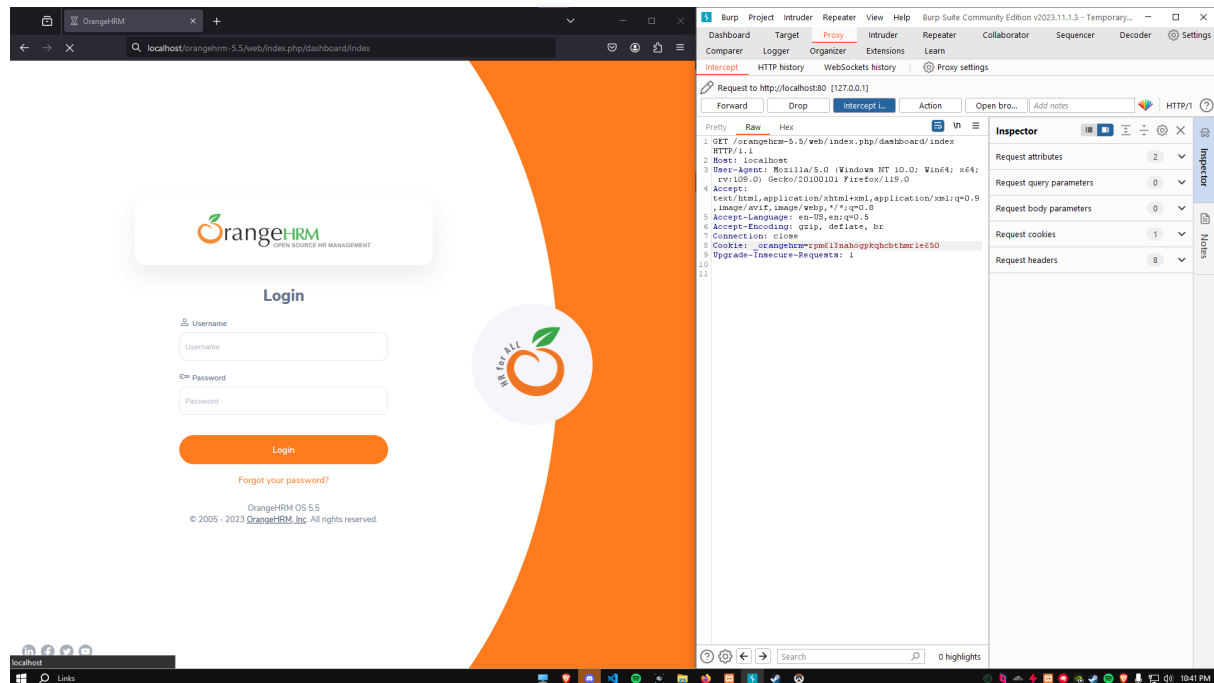 OrangeHRM
localhost/orangehrm-5.5/web/index.php/dashboard/index
OrangeHRM
OPEN SOURCE HR MANAGEMENT
Login
Username
Username
Password
Password
Login
Forgot your password?
OrangeHRM OS 5.5
© 2005 - 2023 OrangeHRM, Inc. All rights reserved.
HR for ALL
localhost
Links
Burp Project Intruder Repeater View Help Burp Suite Community Edition v2023.11.1.3 - Temporary...
Dashboard Target Proxy Intruder Repeater Collaborator Sequencer Decoder Settings
Comparer Logger Organizer Extensions Learn
Intercept HTTP history WebSockets history Proxy settings
Request to http://localhost:80 [127.0.0.1]
Forward Drop Intercept i... Action Open bro... Add notes HTTP/1
Pretty Raw Hex \n
1 GET /orangehrm-5.5/web/index.php/dashboard/index
HTTP/1.1
2 Host: localhost
3 User-Agent: Mozilla/5.0 (Windows NT 10.0; Win64; x64;
rv:109.0) Gecko/20100101 Firefox/119.0
4 Accept:
text/html,application/xhtml+xml,application/xml;q=0.9
,image/avif,image/webp,*/*;q=0.8
5 Accept-Language: en-US,en;q=0.5
6 Accept-Encoding: gzip, deflate, br
7 Connection: close
8 Cookie: _orangehrm=rpm6l3nahogpkqhcbthmr1e650
9 Upgrade-Insecure-Requests: 1
10
11
Search 0 highlights
Inspector
Request attributes 2
Request query parameters 0
Request body parameters 0
Request cookies 1
Request headers 8
Inspector
Notes
10:41 PM